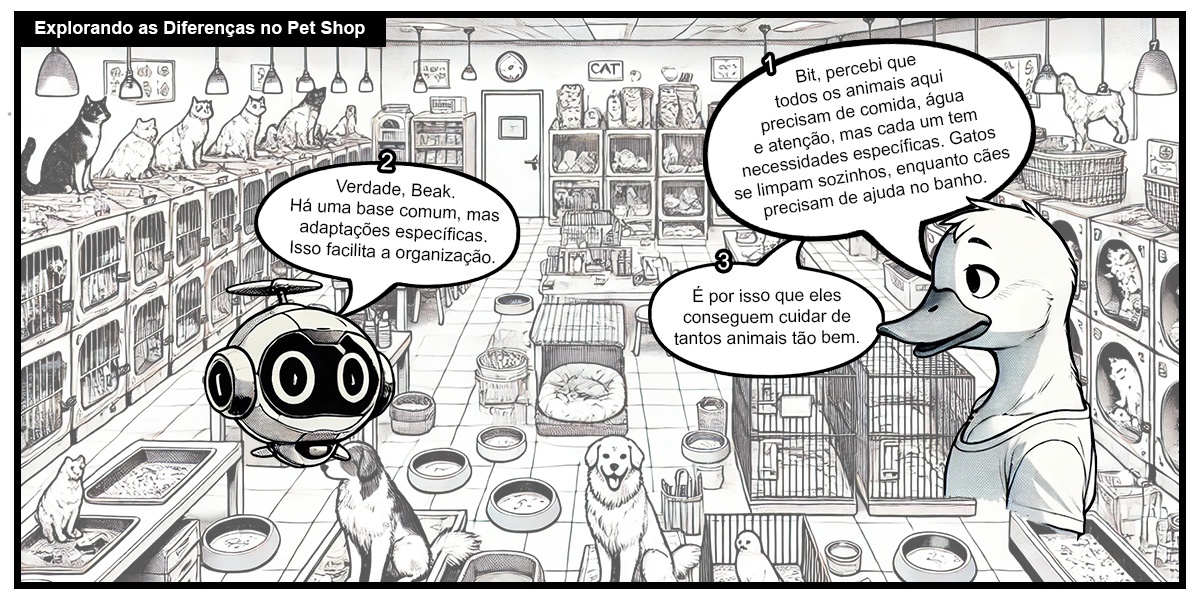 Explorando as Diferenças no Pet Shop
CAT
1
Bit, percebi que
todos os animais aqui
precisam de comida, água
e atenção, mas cada um tem
necessidades específicas. Gatos
se limpam sozinhos, enquanto cães
precisam de ajuda no banho.
2
Verdade, Beak.
Há uma base comum, mas
adaptações específicas.
Isso facilita a organização.
3
É por isso que eles
conseguem cuidar de
tantos animais tão bem.